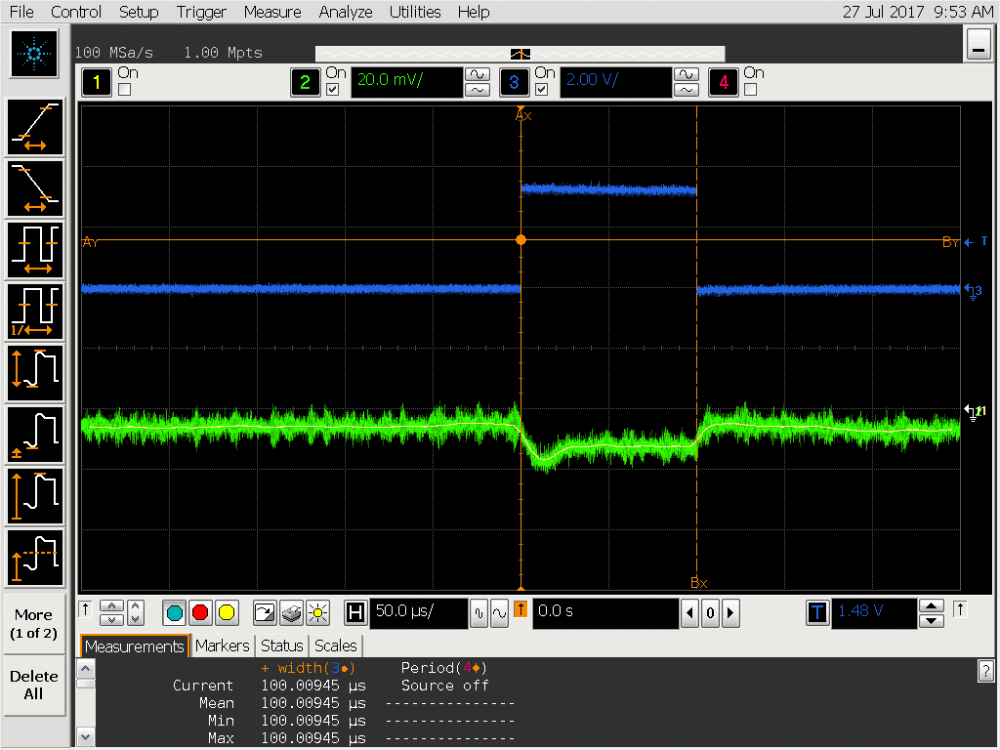 File Control Setup Trigger Measure Analyze Utilities Help 27 Jul 2017 9:53 AM
100 MSa/s 1.00 Mpts
1 On 2 On 20.0 mV/ 3 On 2.00 V/ 4 On
Ax
AY BY T
3
1/
Bx
More
(1 of 2)
H 50.0 µs/ 0.0 s 0 T 1.48 V
Measurements Markers Status Scales
Delete
All
+ width(3●) Period(4♦) ?
Current 100.00945 µs Source off
Mean 100.00945 µs ---------------
Min 100.00945 µs ---------------
Max 100.00945 µs ---------------